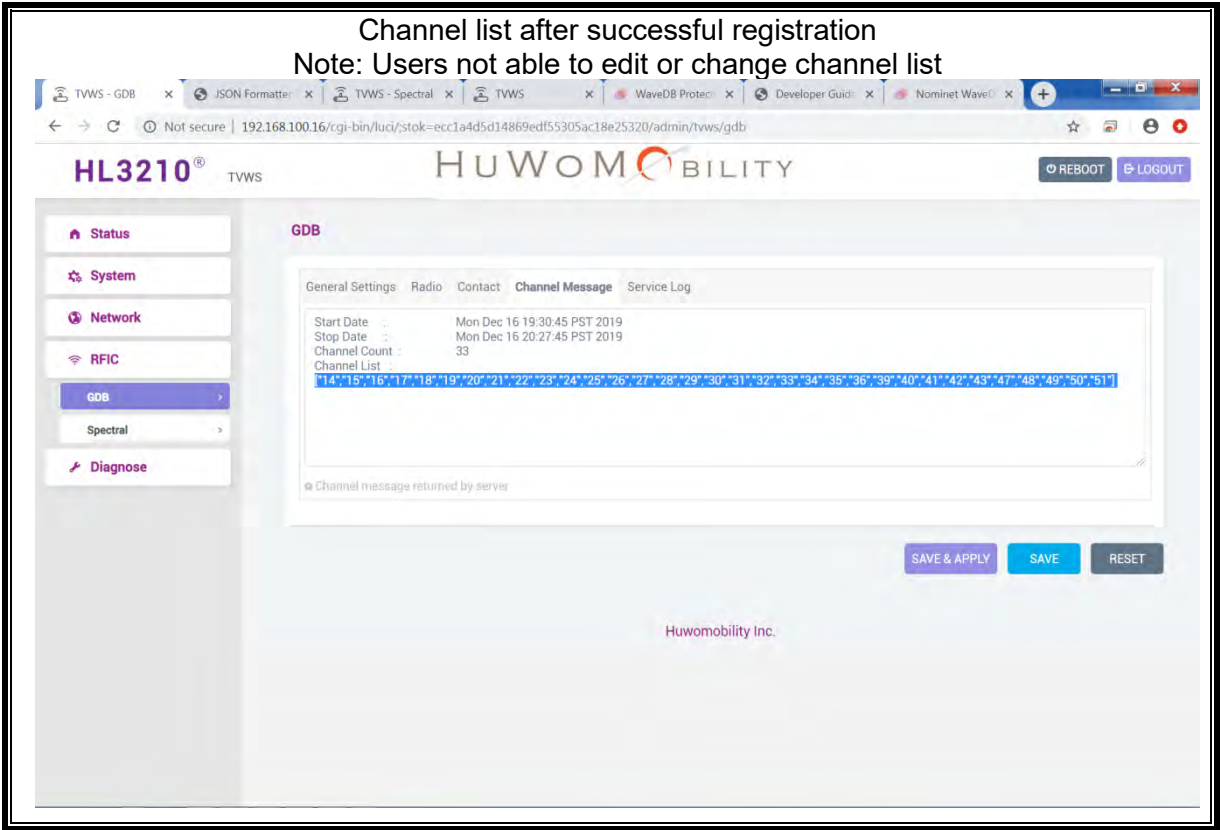 Channel list after successful registration
Note: Users not able to edit or change channel list
TVWS - GDB JSON Formatter TVWS - Spectral TVWS WaveDB Protec Developer Guid Nominet WaveD
Not secure | 192.168.100.16/cgi-bin/luci/;stok=ecc1a4d5d14869edf55305ac18e25320/admin/tvws/gdb
HL3210® TVWS HUWOMOBILITY REBOOT LOGOUT
Status
System
Network
RFIC
GDB
Spectral
Diagnose
GDB
General Settings Radio Contact Channel Message Service Log
Start Date : Mon Dec 16 19:30:45 PST 2019
Stop Date : Mon Dec 16 20:27:45 PST 2019
Channel Count : 33
Channel List :
["14","15","16","17","18","19","20","21","22","23","24","25","26","27","28","29","30","31","32","33","34","35","36","39","40","41","42","43","47","48","49","50","51"]
Channel message returned by server
SAVE & APPLY SAVE RESET
Huwomobility Inc.